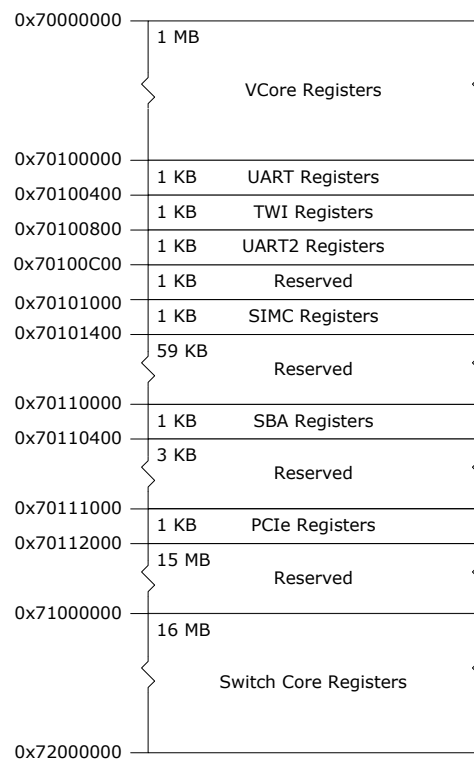 0x70000000
1 MB
VCore Registers
0x70100000
1 KB UART Registers
0x70100400
1 KB TWI Registers
0x70100800
1 KB UART2 Registers
0x70100C00
1 KB Reserved
0x70101000
1 KB SIMC Registers
0x70101400
59 KB
Reserved
0x70110000
1 KB SBA Registers
0x70110400
3 KB
Reserved
0x70111000
1 KB PCIe Registers
0x70112000
15 MB
Reserved
0x71000000
16 MB
Switch Core Registers
0x72000000